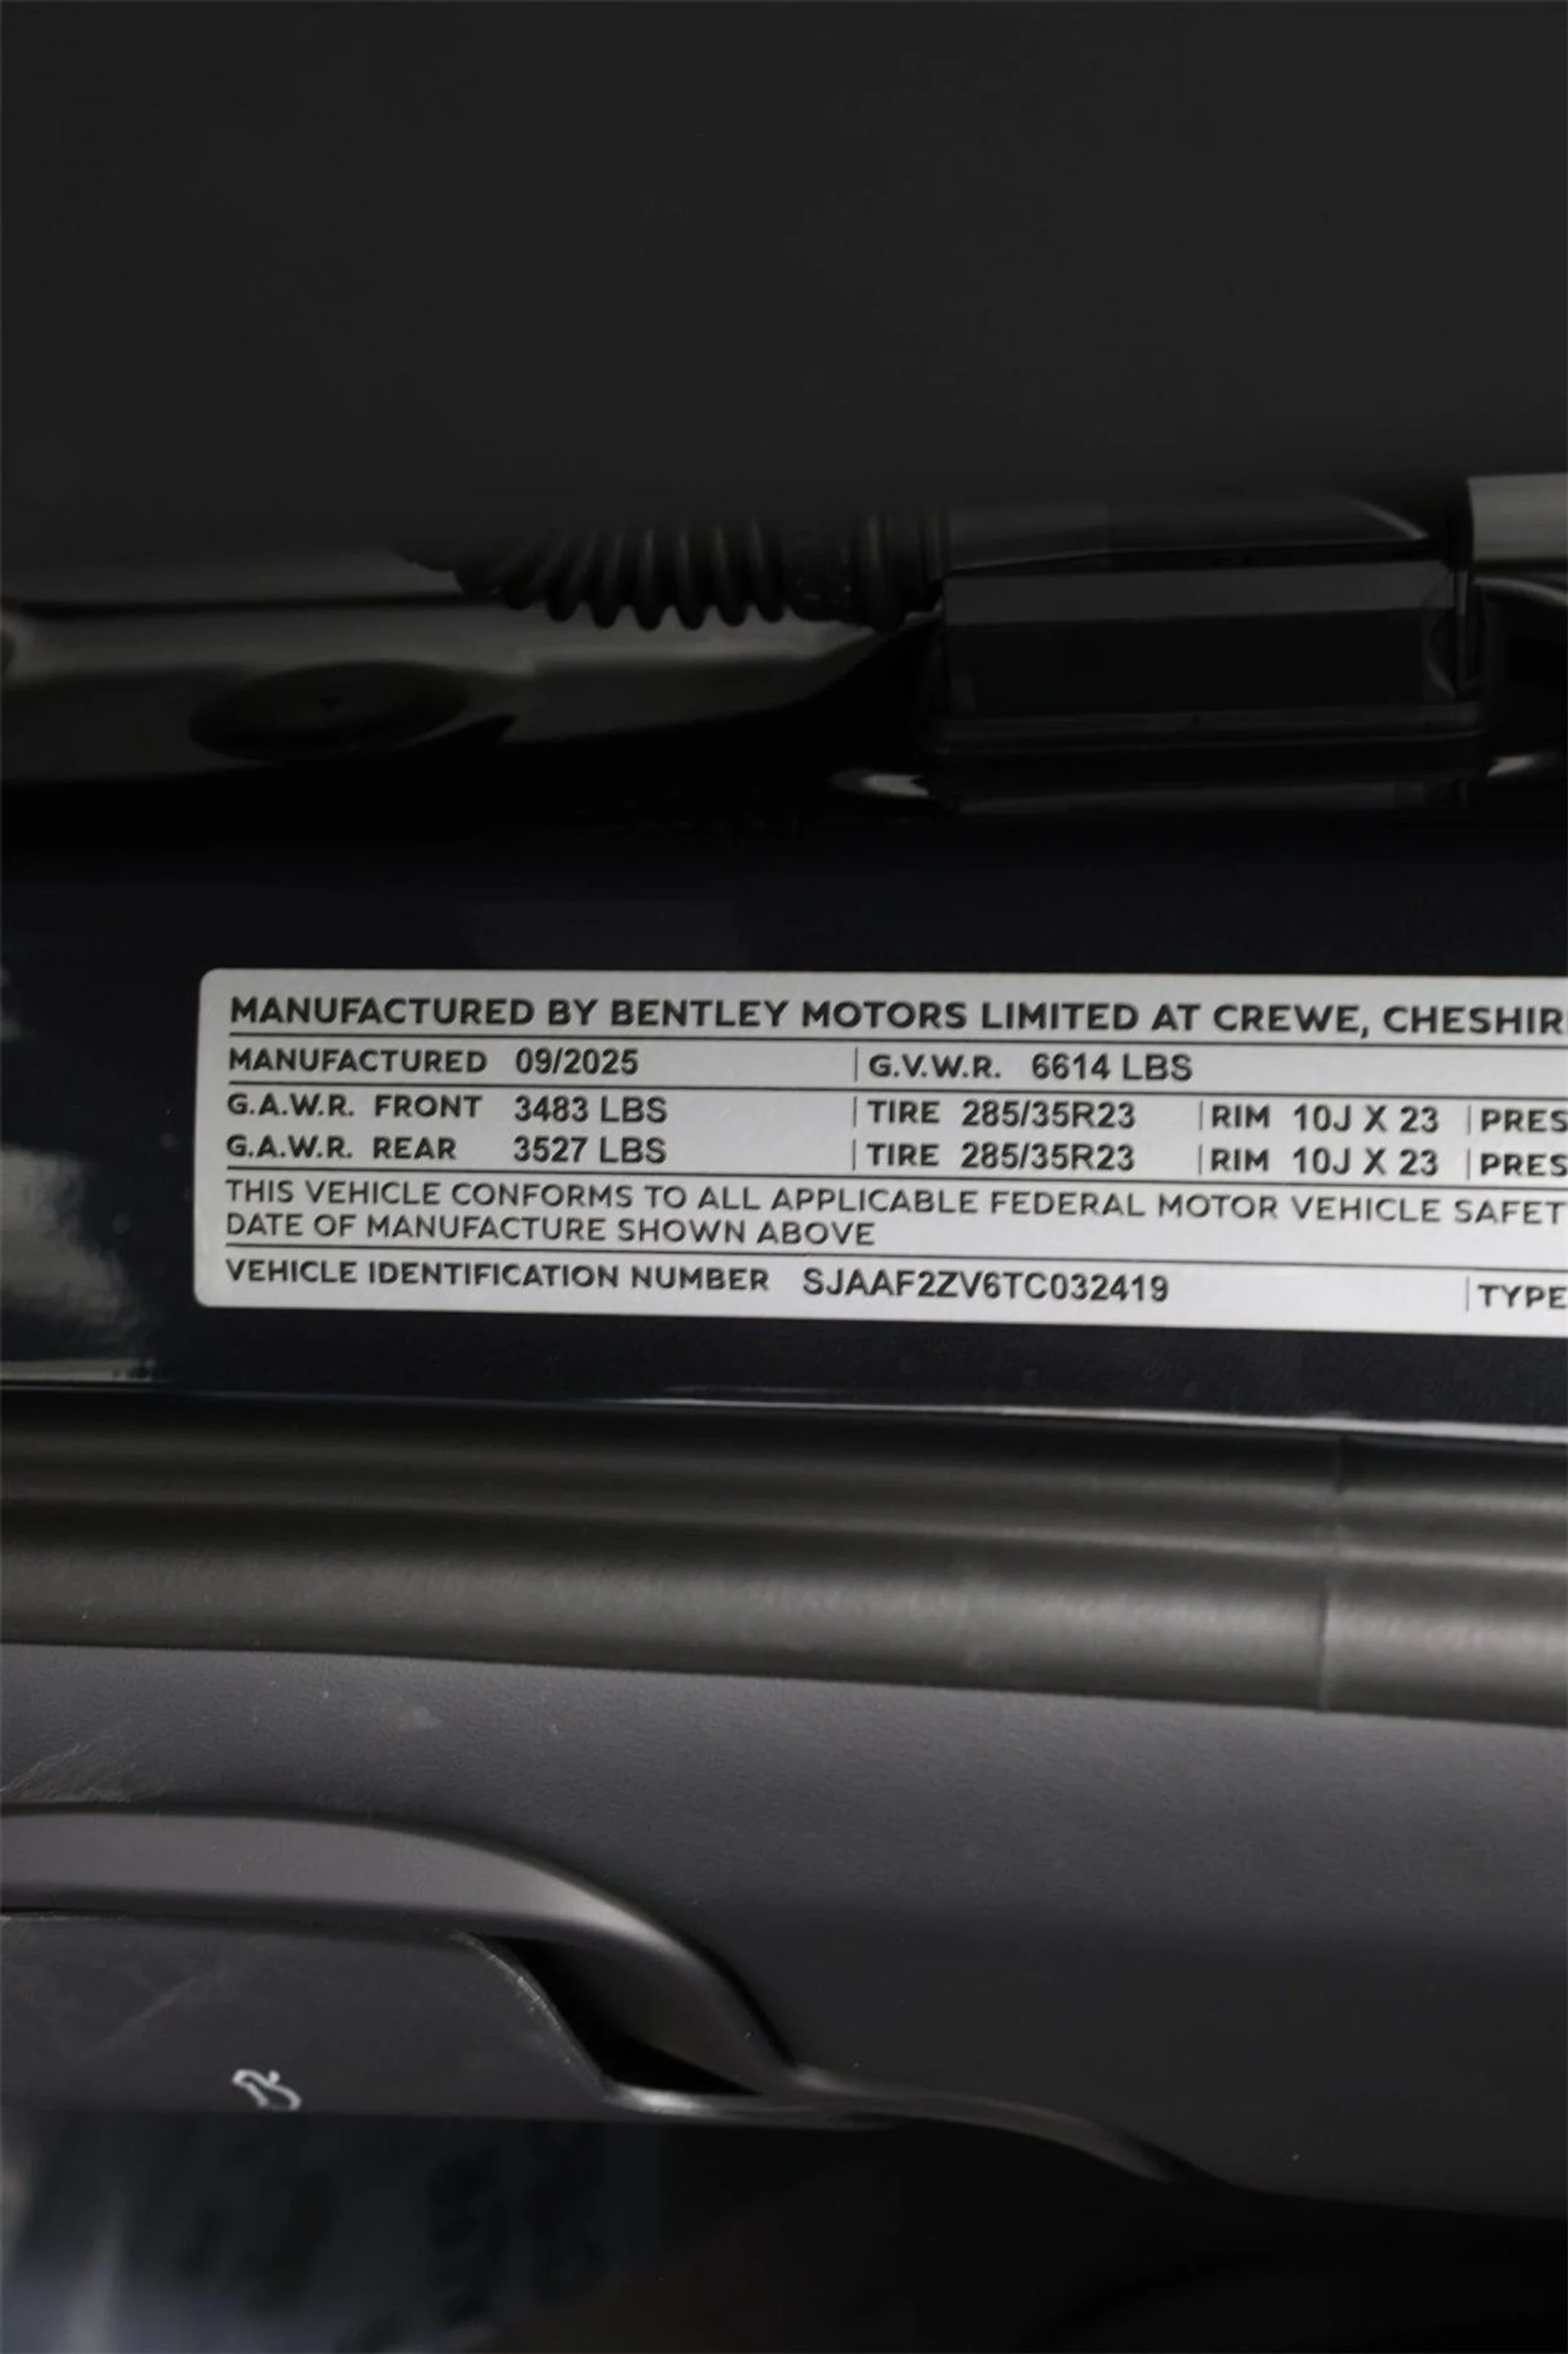 MANUFACTURED BY BENTLEY MOTORS LIMITED AT CREWE, CHESHIR
MANUFACTURED 09/2025 | G.V.W.R. 6614 LBS
G.A.W.R. FRONT 3483 LBS | TIRE 285/35R23 | RIM 10J X 23 | PRES
G.A.W.R. REAR 3527 LBS | TIRE 285/35R23 | RIM 10J X 23 | PRES
THIS VEHICLE CONFORMS TO ALL APPLICABLE FEDERAL MOTOR VEHICLE SAFET
DATE OF MANUFACTURE SHOWN ABOVE
VEHICLE IDENTIFICATION NUMBER SJAAF2ZV6TC032419 | TYPE